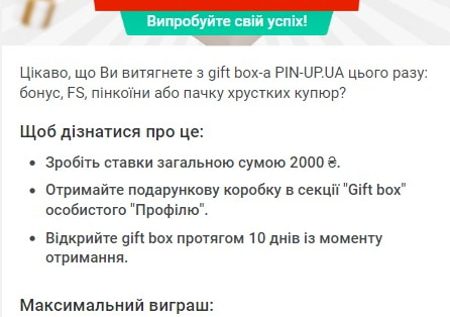 Випробуйте свій успіх!
Цікаво, що Ви витягнете з gift box-а PIN-UP.UA цього разу:
бонус, FS, пінкоїни або пачку хрустких купюр?
Щоб дізнатися про це:
• Зробіть ставки загальною сумою 2000 ₴.
• Отримайте подарункову коробку в секції "Gift box"
особистого "Профілю".
• Відкрийте gift box протягом 10 днів із моменту
отримання.
Максимальний виграш: